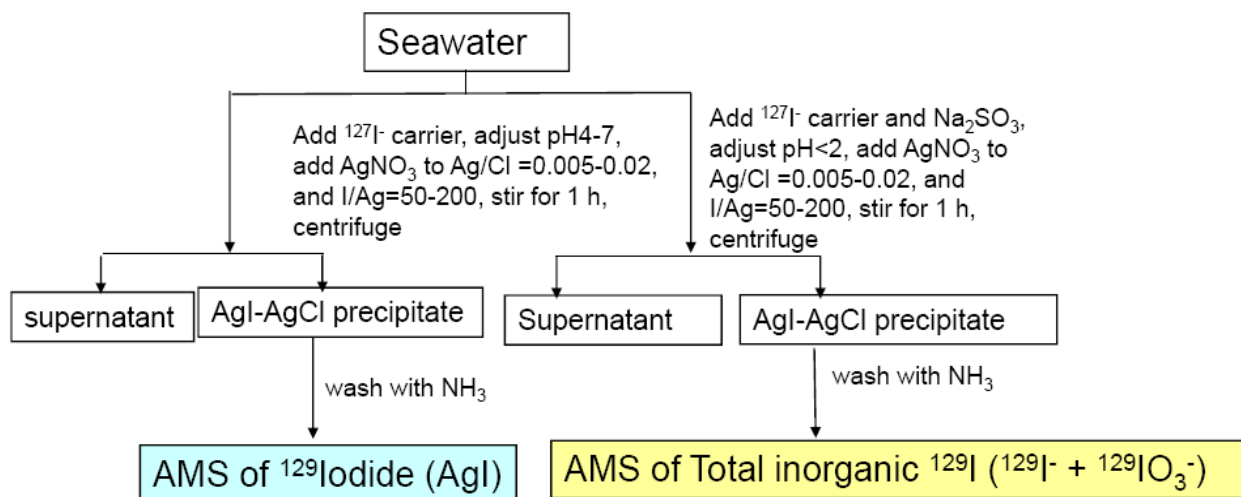 Seawater
Add ¹²⁷I⁻ carrier, adjust pH4-7,
add AgNO₃ to Ag/Cl =0.005-0.02,
and I/Ag=50-200, stir for 1 h,
centrifuge
Add ¹²⁷I⁻ carrier and Na₂SO₃,
adjust pH<2, add AgNO₃ to
Ag/Cl =0.005-0.02, and
I/Ag=50-200, stir for 1 h,
centrifuge
supernatant
AgI-AgCl precipitate
Supernatant
AgI-AgCl precipitate
wash with NH₃
wash with NH₃
AMS of ¹²⁹Iodide (AgI)
AMS of Total inorganic ¹²⁹I (¹²⁹I⁻ + ¹²⁹IO₃⁻)